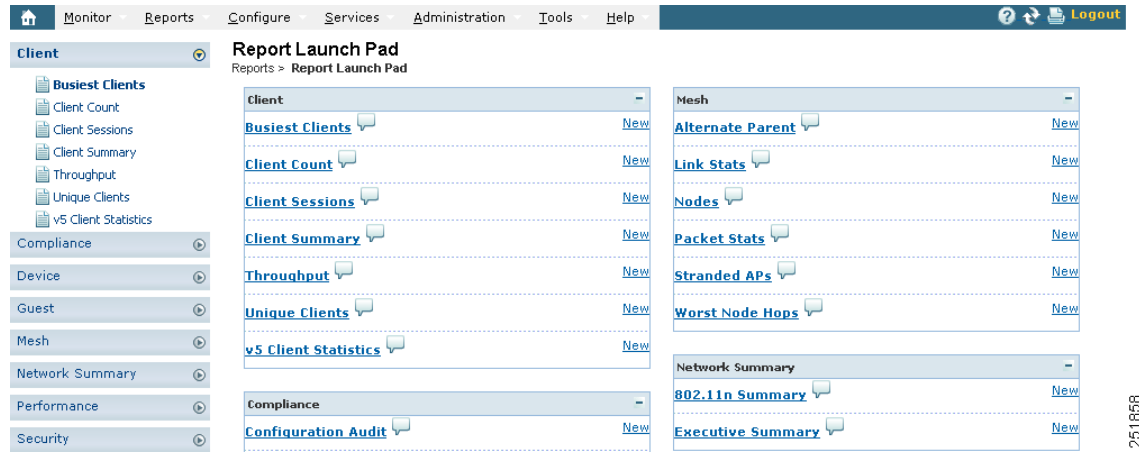 Monitor Reports Configure Services Administration Tools Help Logout
Client
Busiest Clients
Client Count
Client Sessions
Client Summary
Throughput
Unique Clients
v5 Client Statistics
Compliance
Device
Guest
Mesh
Network Summary
Performance
Security
Report Launch Pad
Reports > Report Launch Pad
Client
Busiest Clients New
Client Count New
Client Sessions New
Client Summary New
Throughput New
Unique Clients New
v5 Client Statistics New
Compliance
Configuration Audit New
Mesh
Alternate Parent New
Link Stats New
Nodes New
Packet Stats New
Stranded APs New
Worst Node Hops New
Network Summary
802.11n Summary New
Executive Summary New
251858